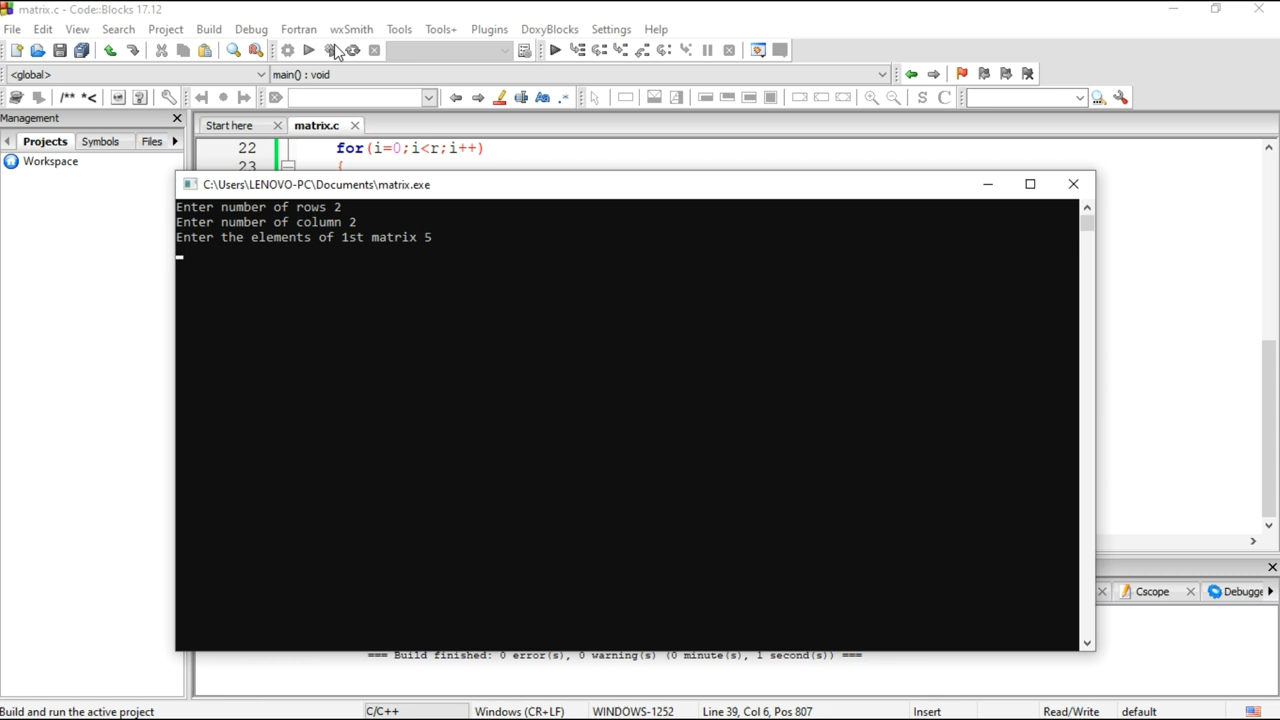 matrix.c - Code::Blocks 17.12
File Edit View Search Project Build Debug Fortran wxSmith Tools Tools+ Plugins DoxyBlocks Settings Help
<global> main() : void
/** *< S C
Management
Projects Symbols Files
Workspace
Start here matrix.c
22 for(i=0;i<r;i++)
23 {
C:\Users\LENOVO-PC\Documents\matrix.exe
Enter number of rows 2
Enter number of column 2
Enter the elements of 1st matrix 5
Cscope Debugge
=== Build finished: 0 error(s), 0 warning(s) (0 minute(s), 1 second(s)) ===
Build and run the active project C/C++ Windows (CR+LF) WINDOWS-1252 Line 39, Col 6, Pos 807 Insert Read/Write default